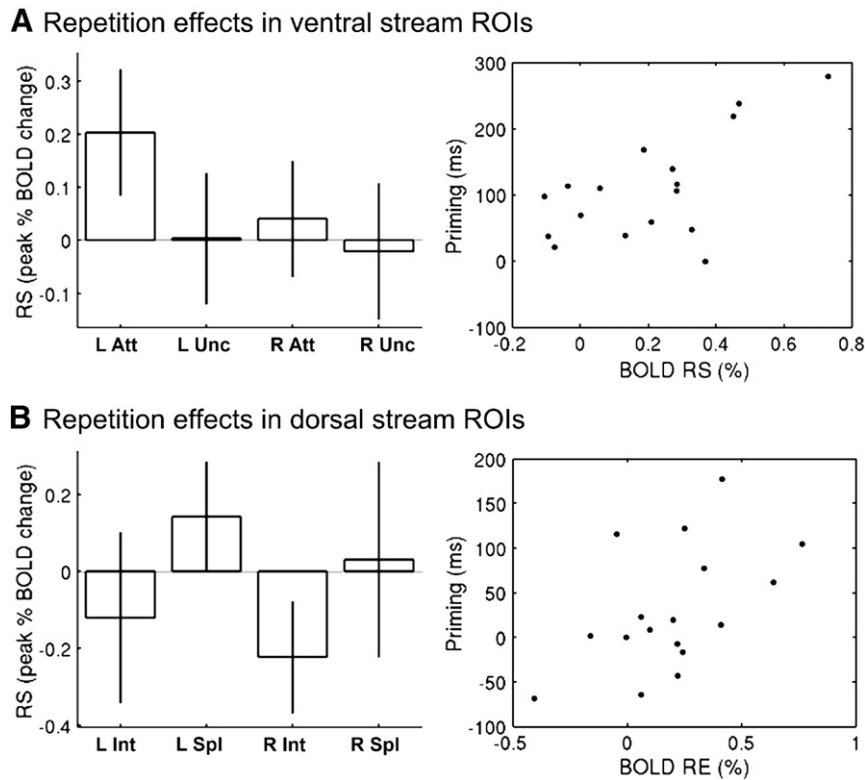 A Repetition effects in ventral stream ROIs
RS (peak % BOLD change)
0.3
0.2
0.1
0
-0.1
L Att L Unc R Att R Unc
Priming (ms)
300
200
100
0
-100
-0.2 0 0.2 0.4 0.6 0.8
BOLD RS (%)
B Repetition effects in dorsal stream ROIs
RS (peak % BOLD change)
0.2
0
-0.2
-0.4
L Int L Spl R Int R Spl
Priming (ms)
200
150
100
50
0
-50
-100
-0.5 0 0.5 1
BOLD RE (%)